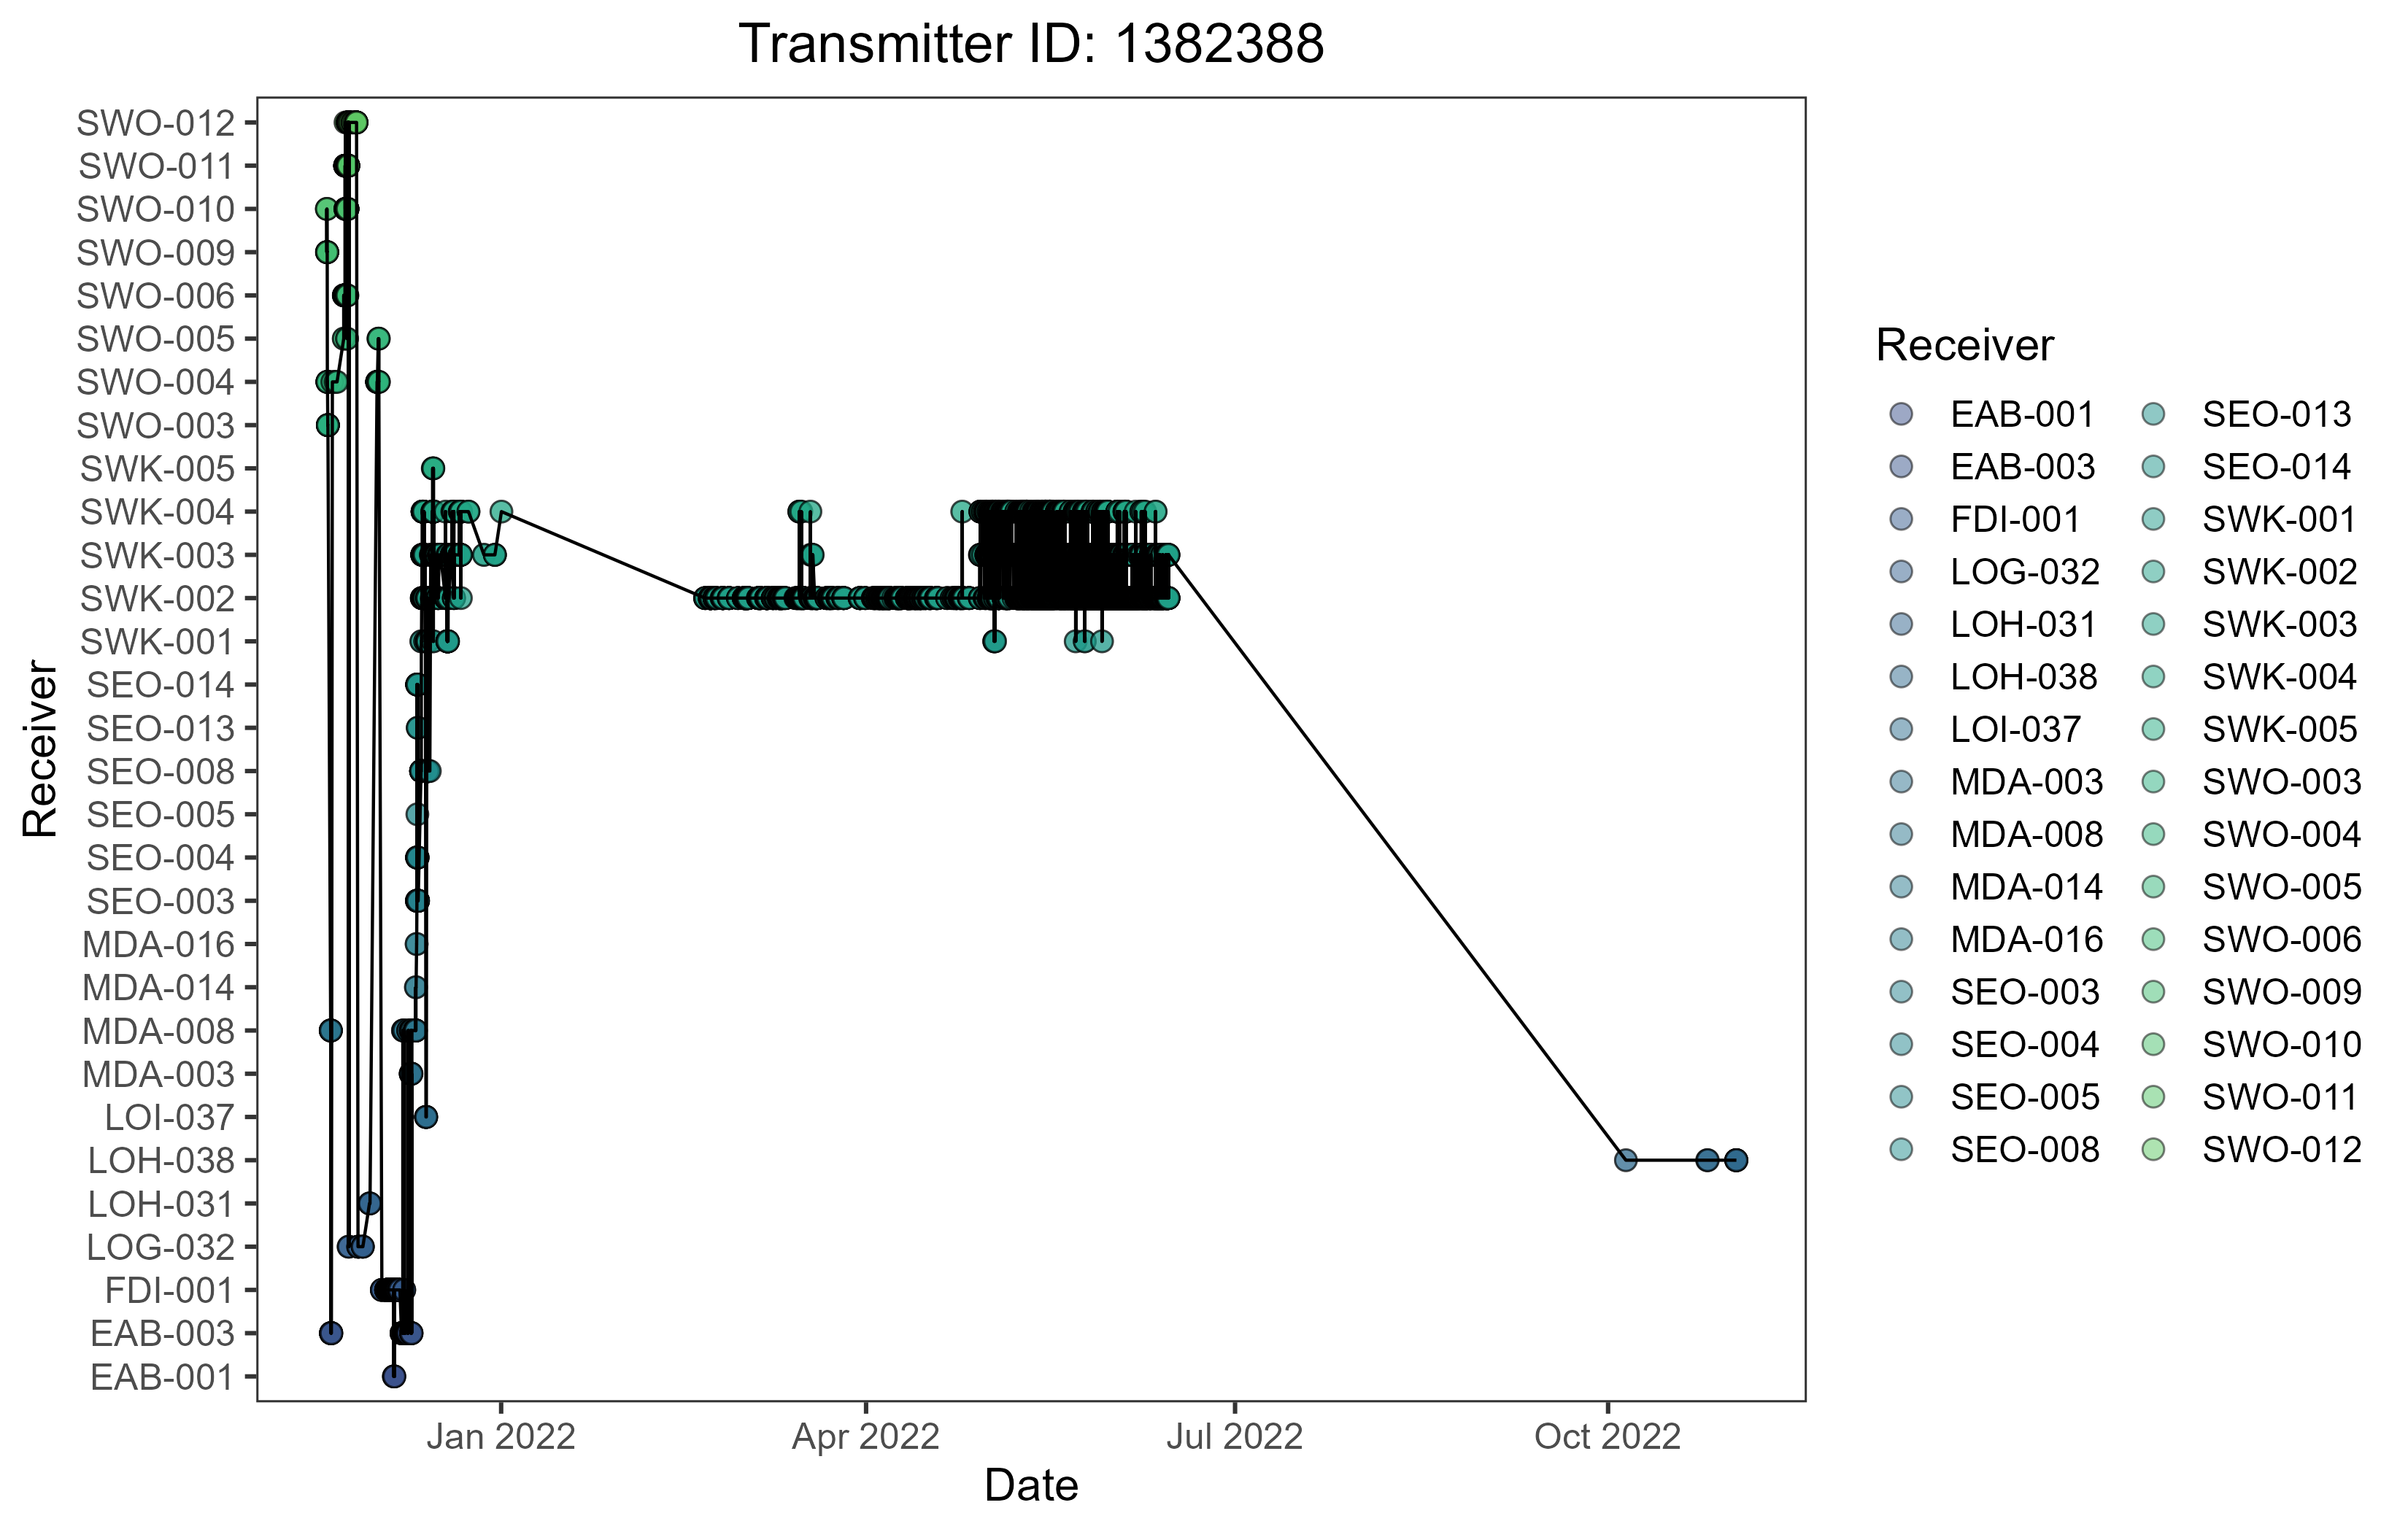 Transmitter ID: 1382388
SWO-012
SWO-011
SWO-010
SWO-009
SWO-006
SWO-005
SWO-004
SWO-003
SWK-005
SWK-004
SWK-003
SWK-002
SWK-001
SEO-014
SEO-013
SEO-008
SEO-005
SEO-004
SEO-003
MDA-016
MDA-014
MDA-008
MDA-003
LOI-037
LOH-038
LOH-031
LOG-032
FDI-001
EAB-003
EAB-001
Receiver
Jan 2022
Apr 2022
Jul 2022
Oct 2022
Date
Receiver
EAB-001
EAB-003
FDI-001
LOG-032
LOH-031
LOH-038
LOI-037
MDA-003
MDA-008
MDA-014
MDA-016
SEO-003
SEO-004
SEO-005
SEO-008
SEO-013
SEO-014
SWK-001
SWK-002
SWK-003
SWK-004
SWK-005
SWO-003
SWO-004
SWO-005
SWO-006
SWO-009
SWO-010
SWO-011
SWO-012